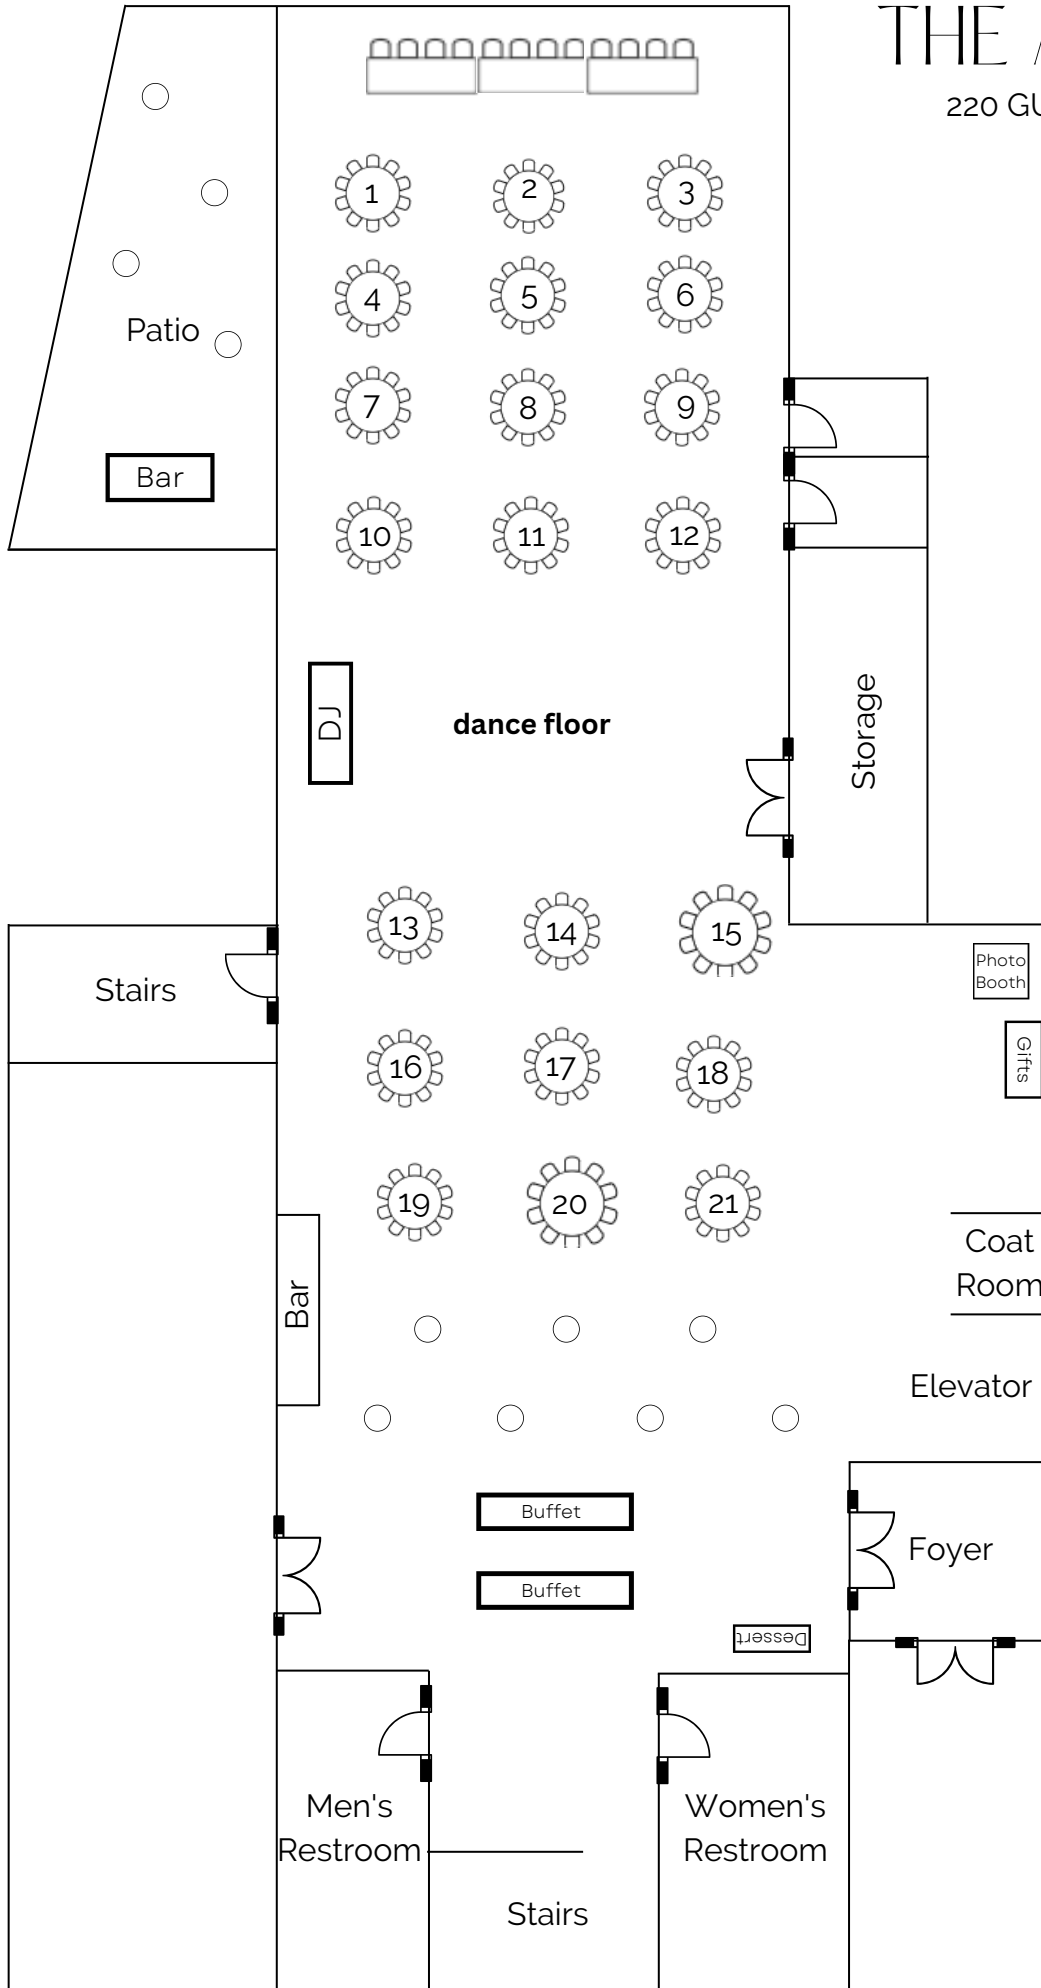 THE
220 GU
1
2
3
4
5
6
Patio
7
8
9
Bar
10
11
12
DJ
dance floor
Storage
13
14
15
Stairs
Photo
Booth
Gifts
16
17
18
19
20
21
Coat
Room
Bar
Elevator
Buffet
Foyer
Buffet
Dessert
Men's
Restroom
Women's
Restroom
Stairs